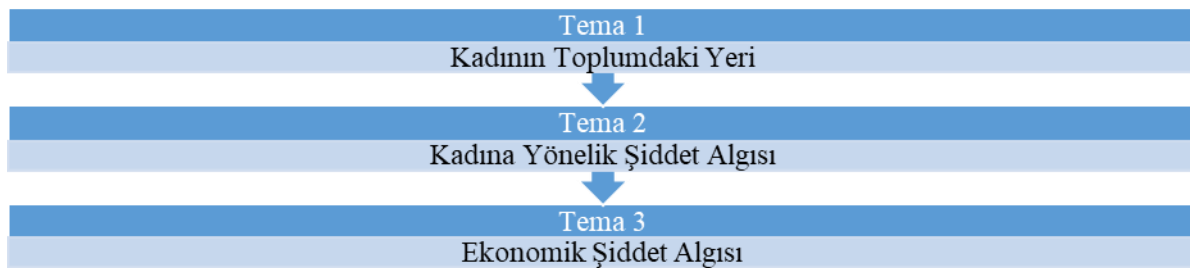 Tema 1
Kadının Toplumdaki Yeri
Tema 2
Kadına Yönelik Şiddet Algısı
Tema 3
Ekonomik Şiddet Algısı